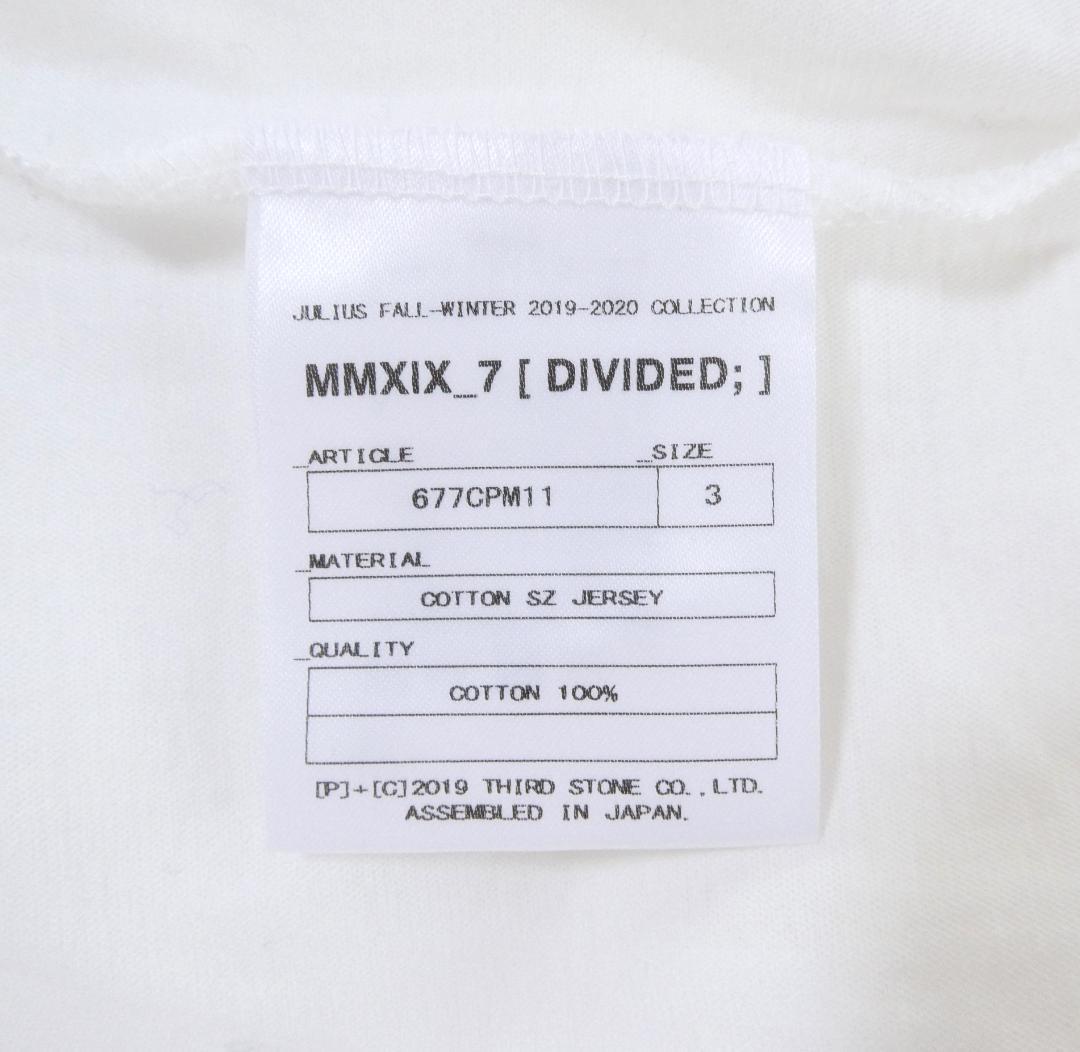 JULIUS FALL-WINTER 2019-2020 COLLECTION
MMXIX_7 [ DIVIDED; ]
_ARTICLE _SIZE
677CPM11 3
_MATERIAL
COTTON SZ JERSEY
_QUALITY
COTTON 100%
[P]+[C]2019 THIRD STONE CO.,LTD.
ASSEMBLED IN JAPAN.